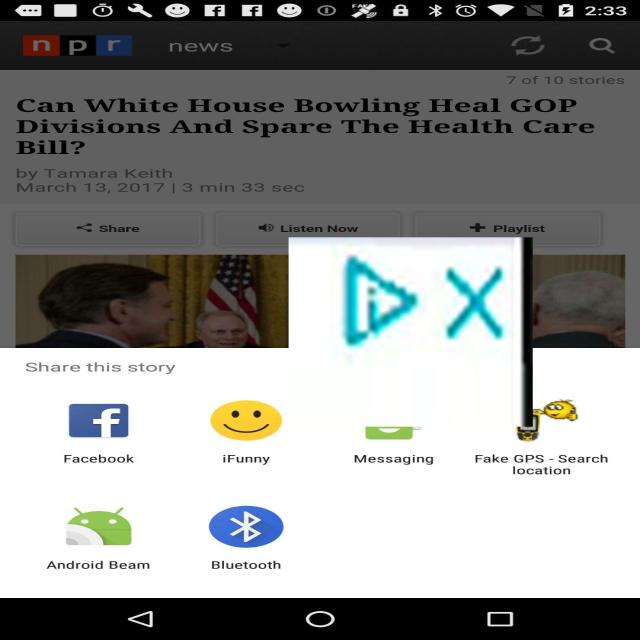 FAKE
2:33
npr news
7 of 10 stories
Can White House Bowling Heal GOP
Divisions And Spare The Health Care
Bill?
by Tamara Keith
March 13, 2017 | 3 min 33 sec
Share
Listen Now
Playlist
Share this story
Facebook
iFunny
Messaging
Fake GPS - Search
location
Android Beam
Bluetooth